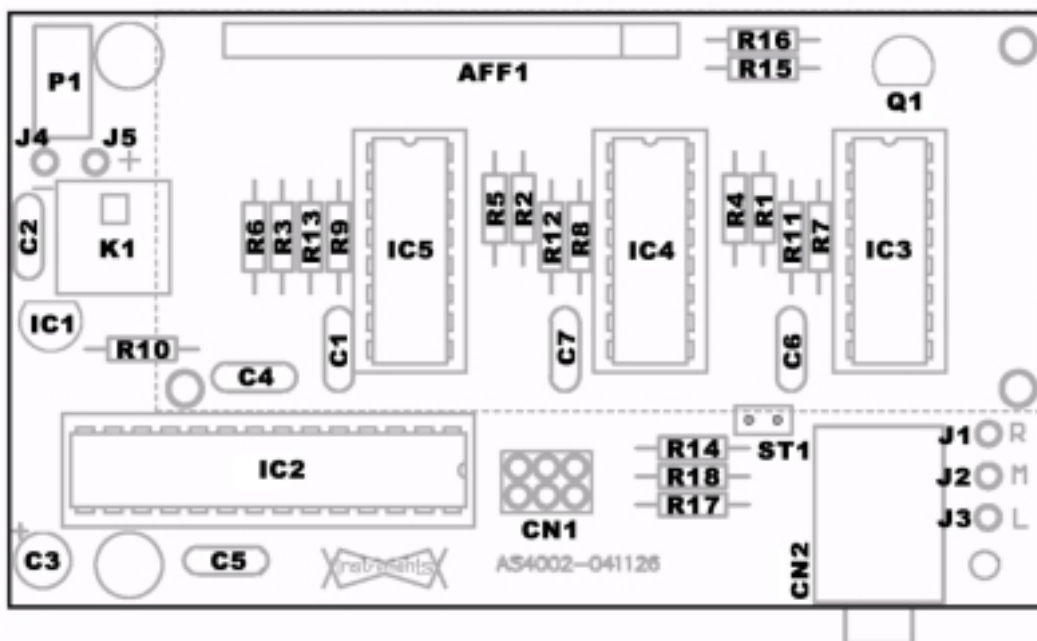 R16
AFF1
R15
P1
Q1
J4
J5
+
-
R5
R2
R4
R1
C2
K1
R6
R3
R13
R9
IC5
R12
R8
IC4
R11
R7
IC3
IC1
R10
C1
C7
C6
C4
R14
ST1
J1 R
IC2
R18
J2 M
R17
CN1
J3 L
+
C3
C5
nstruments
AS4002-041126
CN2